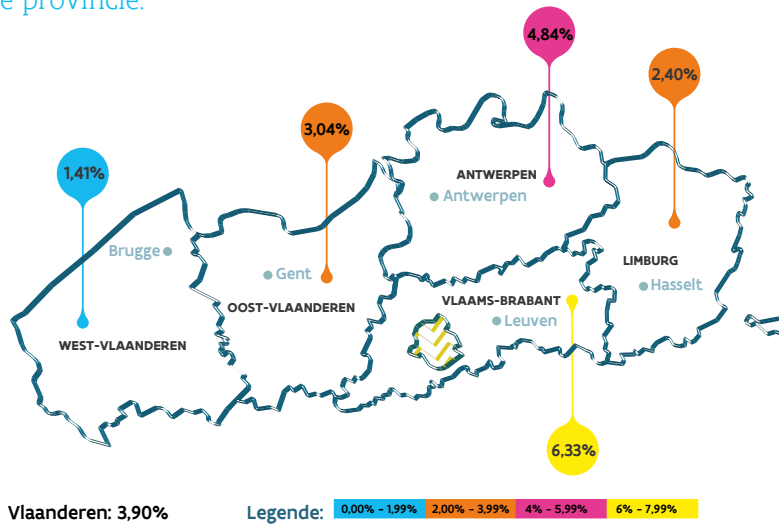 e provincie.
4,84%
2,40%
3,04%
1,41%
ANTWERPEN
Antwerpen
Brugge
LIMBURG
Gent
Hasselt
VLAAMS-BRABANT
OOST-VLAANDEREN
Leuven
WEST-VLAANDEREN
6,33%
Vlaanderen: 3,90%
Legende: 0,00% - 1,99% 2,00% - 3,99% 4% - 5,99% 6% - 7,99%